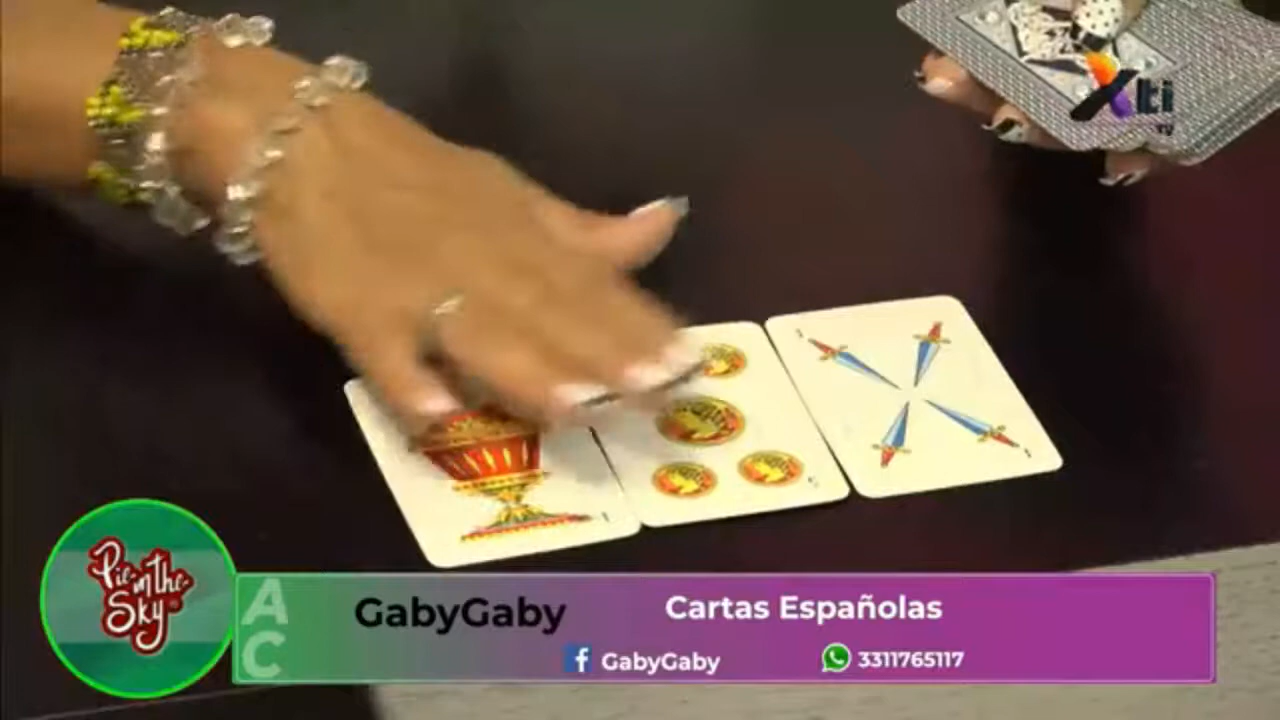 Xti
TV
Pie-in-the-
Sky
AC
GabyGaby
Cartas Españolas
GabyGaby
3311765117